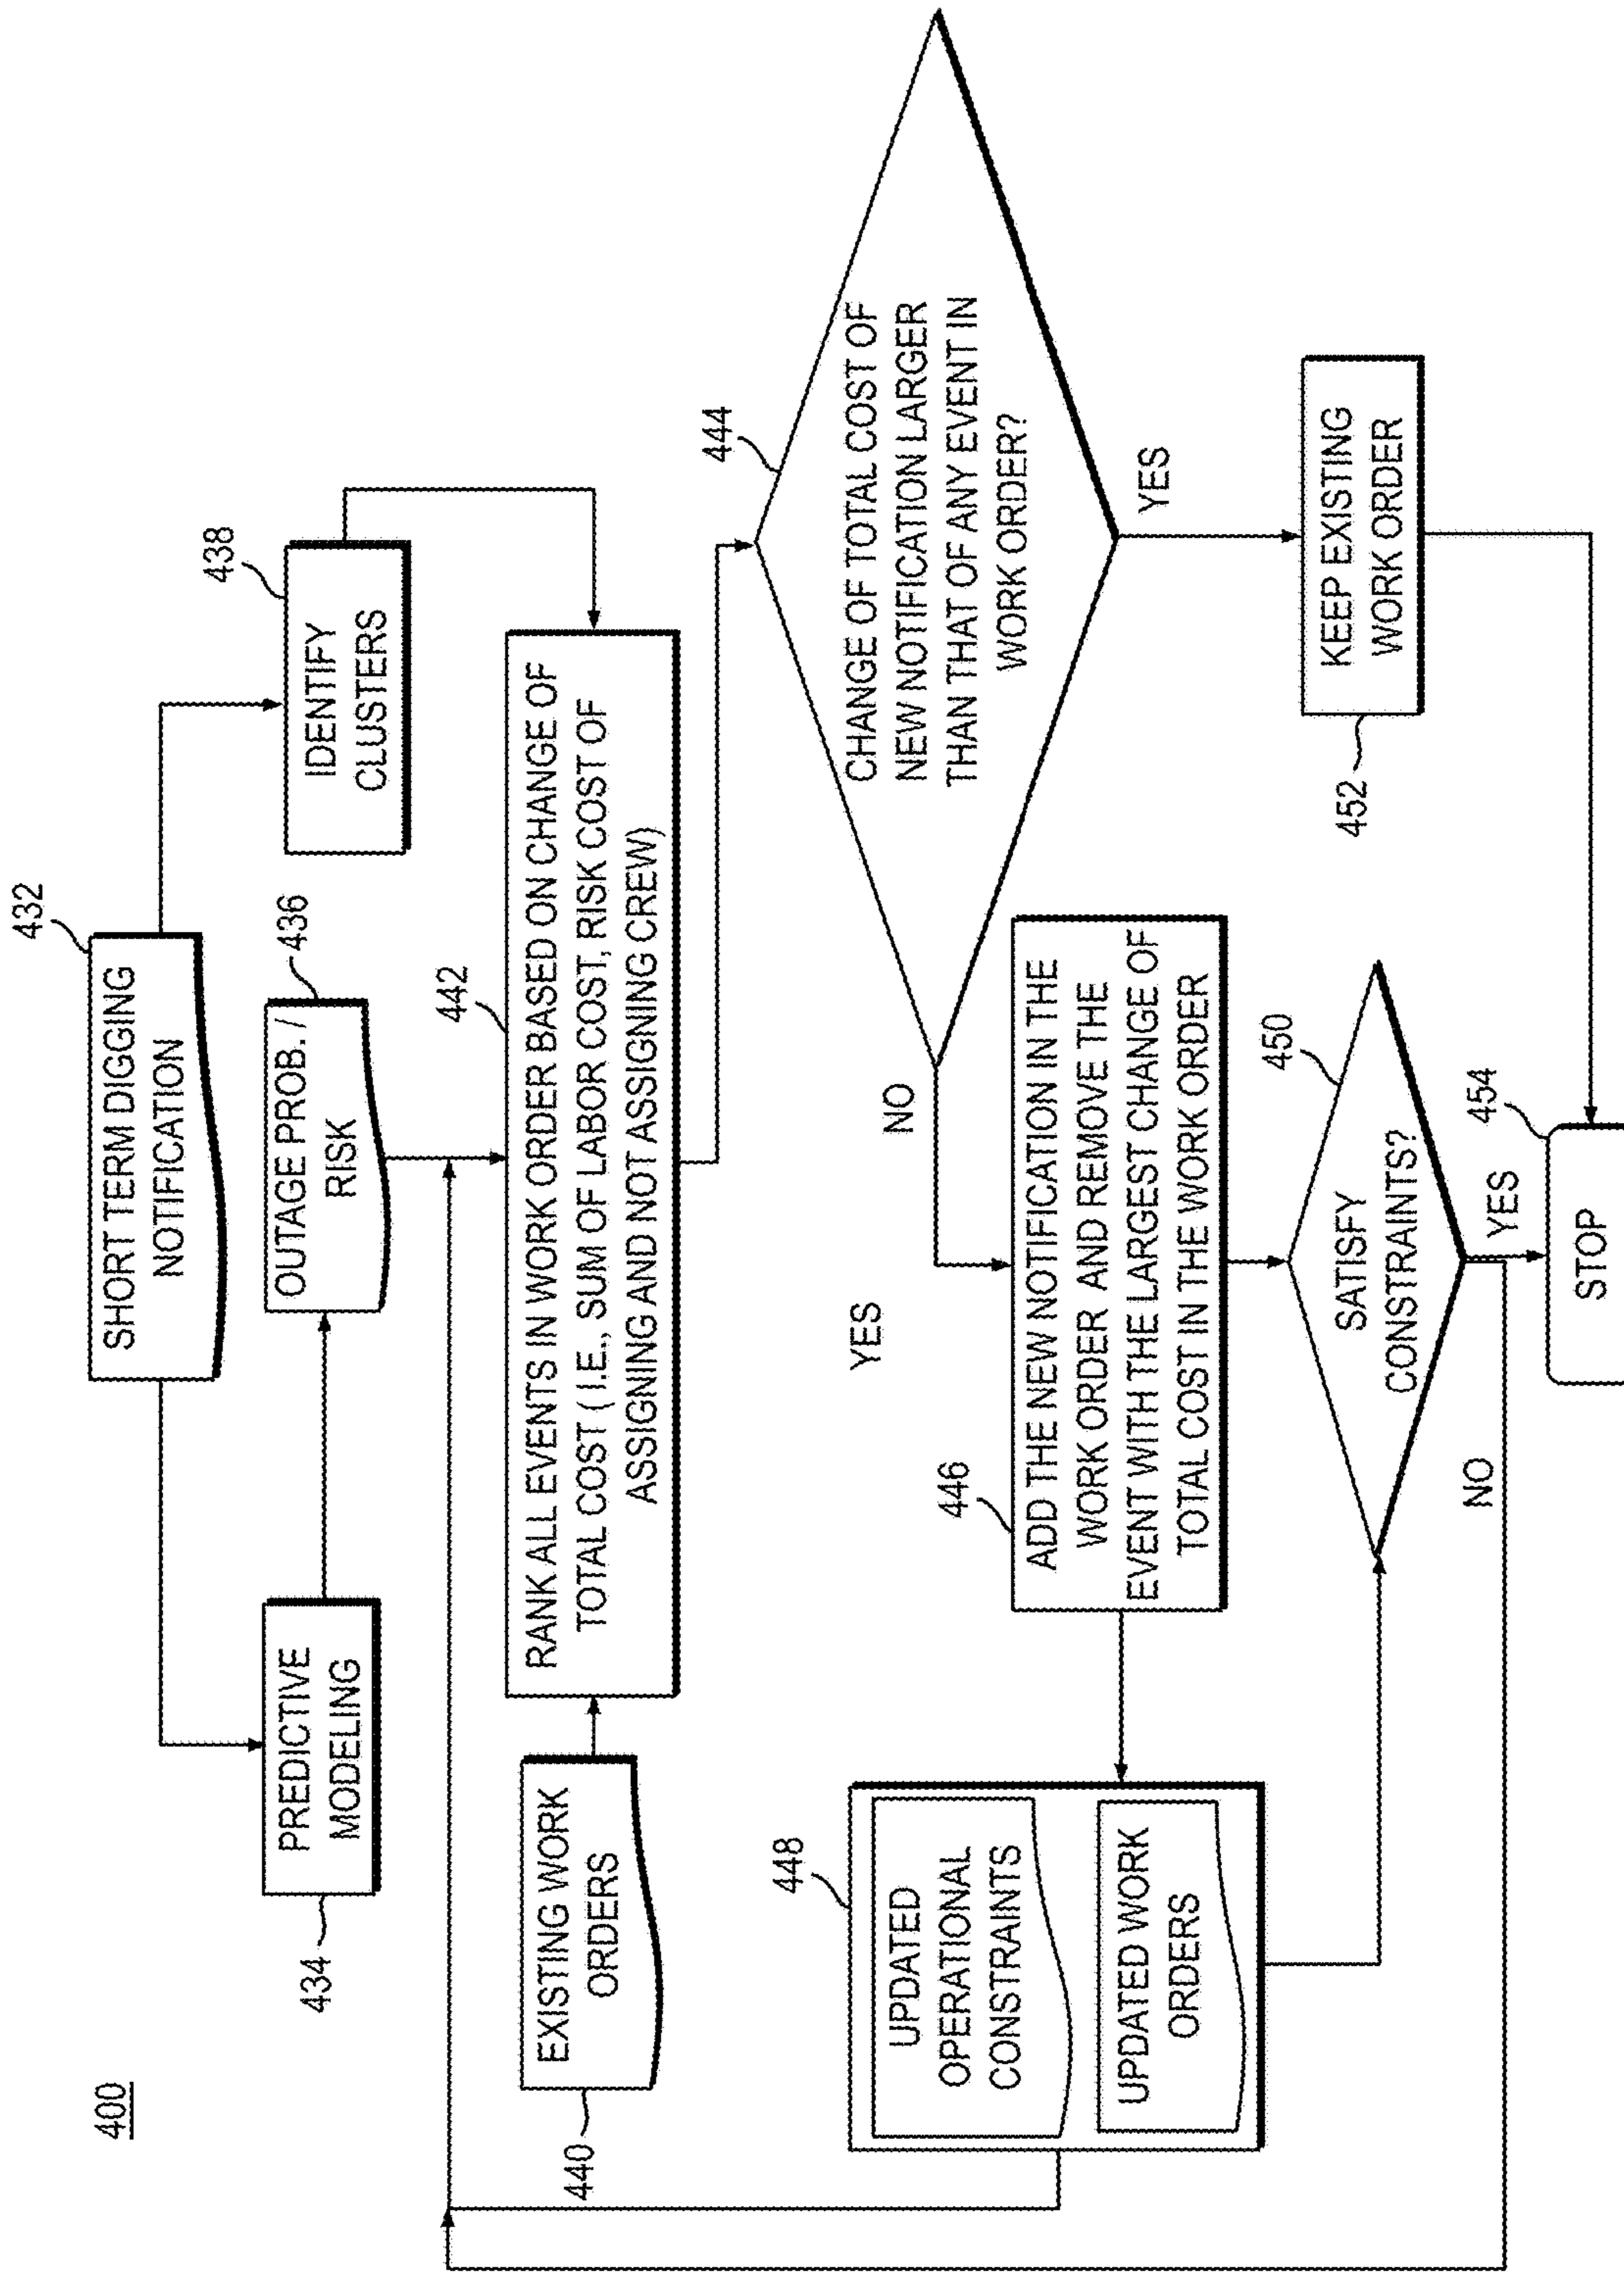 400
432
SHORT TERM DIGGING
NOTIFICATION
434
PREDICTIVE
MODELING
436
OUTAGE PROB. /
RISK
438
IDENTIFY
CLUSTERS
440
EXISTING WORK
ORDERS
442
RANK ALL EVENTS IN WORK ORDER BASED ON CHANGE OF
TOTAL COST ( I.E., SUM OF LABOR COST, RISK COST OF
ASSIGNING AND NOT ASSIGNING CREW)
444
CHANGE OF TOTAL COST OF
NEW NOTIFICATION LARGER
THAN THAT OF ANY EVENT IN
WORK ORDER?
YES
NO
YES
446
ADD THE NEW NOTIFICATION IN THE
WORK ORDER AND REMOVE THE
EVENT WITH THE LARGEST CHANGE OF
TOTAL COST IN THE WORK ORDER
448
UPDATED
OPERATIONAL
CONSTRAINTS
UPDATED WORK
ORDERS
450
SATISFY
CONSTRAINTS?
NO
YES
452
KEEP EXISTING
WORK ORDER
454
STOP